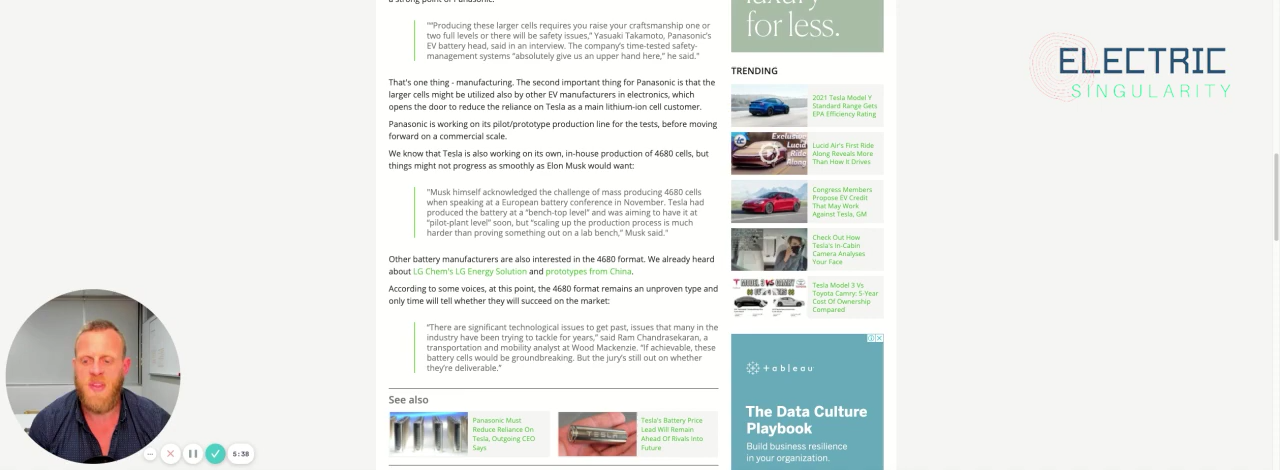 a strong point of Panasonic.
""Producing these larger cells requires you raise your craftsmanship one or
two full levels or there will be safety issues," Yasuaki Takamoto, Panasonic's
EV battery head, said in an interview. The company's time-tested safety-
management systems "absolutely give us an upper hand here," he said."
That's one thing - manufacturing. The second important thing for Panasonic is that the
larger cells might be utilized also by other EV manufacturers in electronics, which
opens the door to reduce the reliance on Tesla as a main lithium-ion cell customer.
Panasonic is working on its pilot/prototype production line for the tests, before moving
forward on a commercial scale.
We know that Tesla is also working on its own, in-house production of 4680 cells, but
things might not progress as smoothly as Elon Musk would want:
"Musk himself acknowledged the challenge of mass producing 4680 cells
when speaking at a European battery conference in November. Tesla had
produced the battery at a "bench-top level" and was aiming to have it at
"pilot-plant level" soon, but "scaling up the production process is much
harder than proving something out on a lab bench," Musk said."
Other battery manufacturers are also interested in the 4680 format. We already heard
about LG Chem's LG Energy Solution and prototypes from China.
According to some voices, at this point, the 4680 format remains an unproven type and
only time will tell whether they will succeed on the market:
"There are significant technological issues to get past, issues that many in the
industry have been trying to tackle for years," said Ram Chandrasekaran, a
transportation and mobility analyst at Wood Mackenzie. "If achievable, these
battery cells would be groundbreaking. But the jury's still out on whether
they're deliverable."
See also
Panasonic Must
Reduce Reliance On
Tesla, Outgoing CEO
Says
TESLA
Tesla's Battery Price
Lead Will Remain
Ahead Of Rivals Into
Future
luxury
for less.
TRENDING
2021 Tesla Model Y
Standard Range Gets
EPA Efficiency Rating
Exclusive
Lucid
Ride
Along
Lucid Air's First Ride
Along Reveals More
Than How It Drives
Congress Members
Propose EV Credit
That May Work
Against Tesla, GM
Check Out How
Tesla's In-Cabin
Camera Analyses
Your Face
Tesla Model 3 Vs
Toyota Camry: 5-Year
Cost Of Ownership
Compared
+ableau
The Data Culture
Playbook
Build business resilience
in your organization.
ELECTRIC
SINGULARITY
5:38